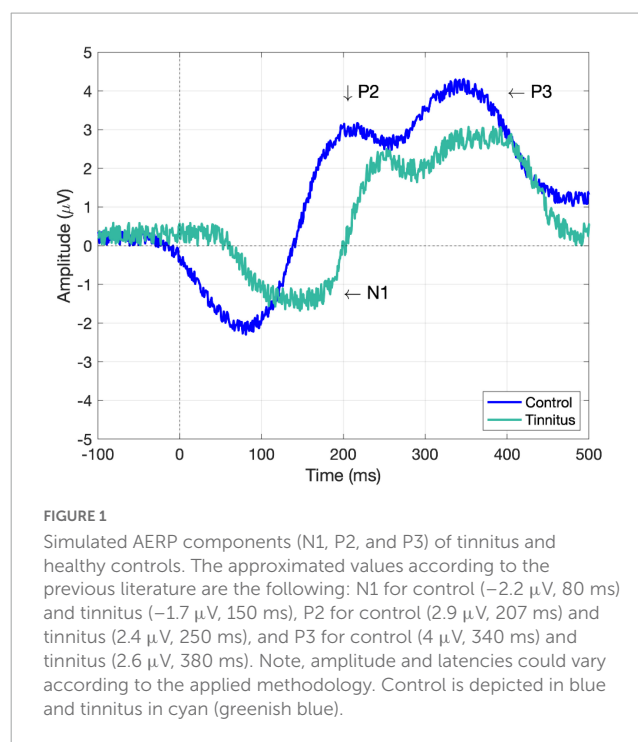 5
4
3
2
1
0
-1
-2
-3
-4
-5
Amplitude (μV)
↓ P2
← P3
← N1
Control
Tinnitus
-100 0 100 200 300 400 500
Time (ms)
FIGURE 1
Simulated AERP components (N1, P2, and P3) of tinnitus and
healthy controls. The approximated values according to the
previous literature are the following: N1 for control (−2.2 μV, 80 ms)
and tinnitus (−1.7 μV, 150 ms), P2 for control (2.9 μV, 207 ms) and
tinnitus (2.4 μV, 250 ms), and P3 for control (4 μV, 340 ms) and
tinnitus (2.6 μV, 380 ms). Note, amplitude and latencies could vary
according to the applied methodology. Control is depicted in blue
and tinnitus in cyan (greenish blue).